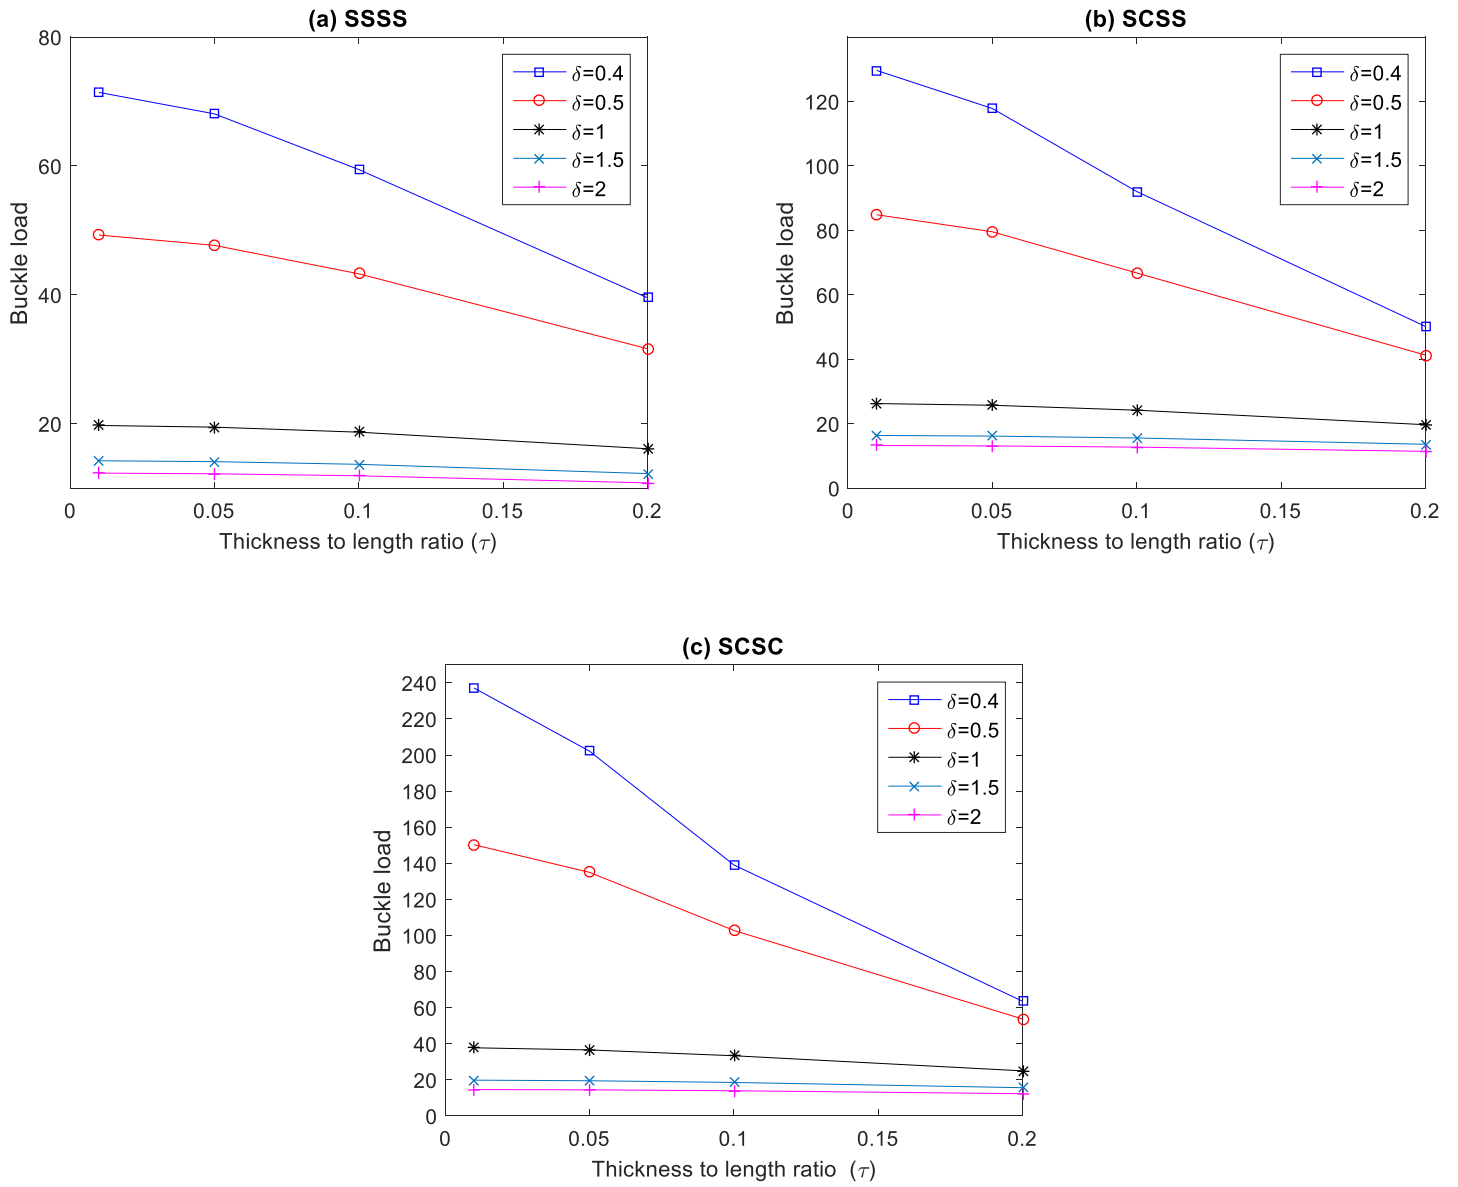 (a) SSSS
80
60
40
20
0
0.05
0.1
0.15
0.2
Buckle load
Thickness to length ratio (τ)
δ=0.4
δ=0.5
δ=1
δ=1.5
δ=2
(b) SCSS
120
100
80
60
40
20
0
0
0.05
0.1
0.15
0.2
Buckle load
Thickness to length ratio (τ)
δ=0.4
δ=0.5
δ=1
δ=1.5
δ=2
(c) SCSC
240
220
200
180
160
140
120
100
80
60
40
20
0
0
0.05
0.1
0.15
0.2
Buckle load
Thickness to length ratio (τ)
δ=0.4
δ=0.5
δ=1
δ=1.5
δ=2